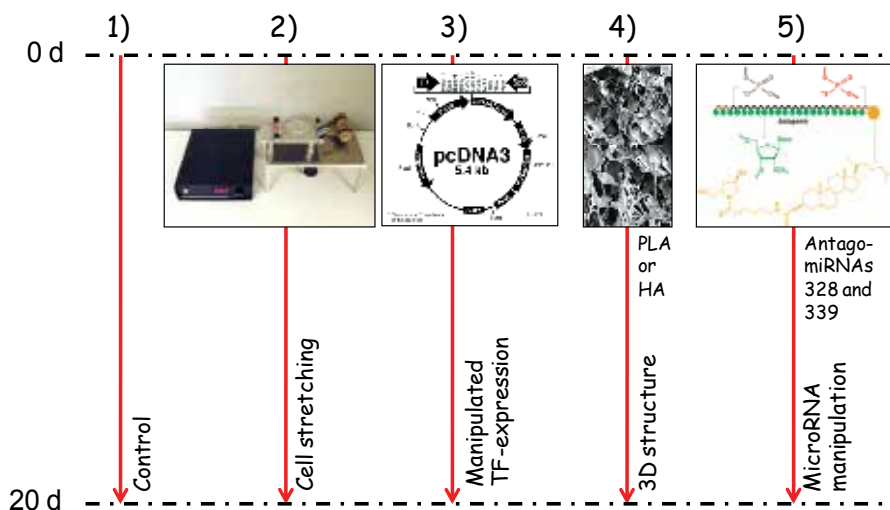 1)
2)
3)
4)
5)
0 d
pcDNA3
5.4 kb
PLA
or
HA
Antago-
miRNAs
328 and
339
Control
Cell stretching
Manipulated
TF-expression
3D structure
MicroRNA
manipulation
20 d